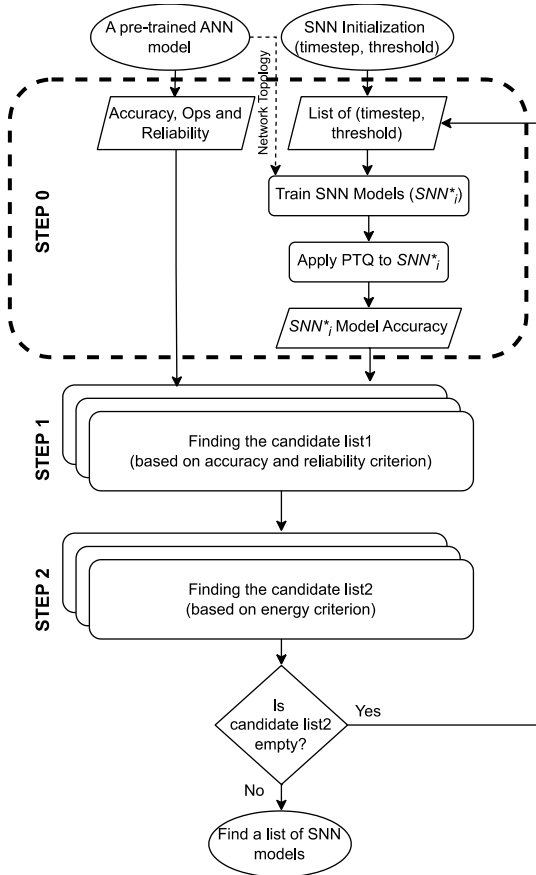 A pre-trained ANN
model
SNN Initialization
(timestep, threshold)
Network Topology
Accuracy, Ops and
Reliability
List of (timestep,
threshold)
STEP 0
Train SNN Models (SNN*i)
Apply PTQ to SNN*i
SNN*i Model Accuracy
STEP 1
Finding the candidate list1
(based on accuracy and reliability criterion)
STEP 2
Finding the candidate list2
(based on energy criterion)
Is
candidate list2
empty?
Yes
No
Find a list of SNN
models